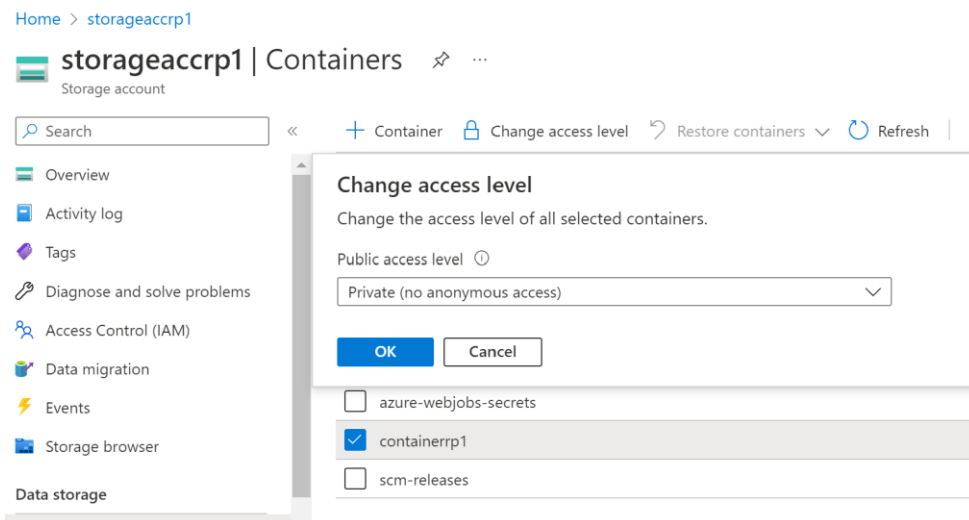 Home > storageaccrp1
storageaccrp1 | Containers ...
Storage account
Search
«
+ Container
Change access level
Restore containers
Refresh
Overview
Activity log
Tags
Diagnose and solve problems
Access Control (IAM)
Data migration
Events
Storage browser
Data storage
Change access level
Change the access level of all selected containers.
Public access level
Private (no anonymous access)
OK
Cancel
azure-webjobs-secrets
containerrp1
scm-releases